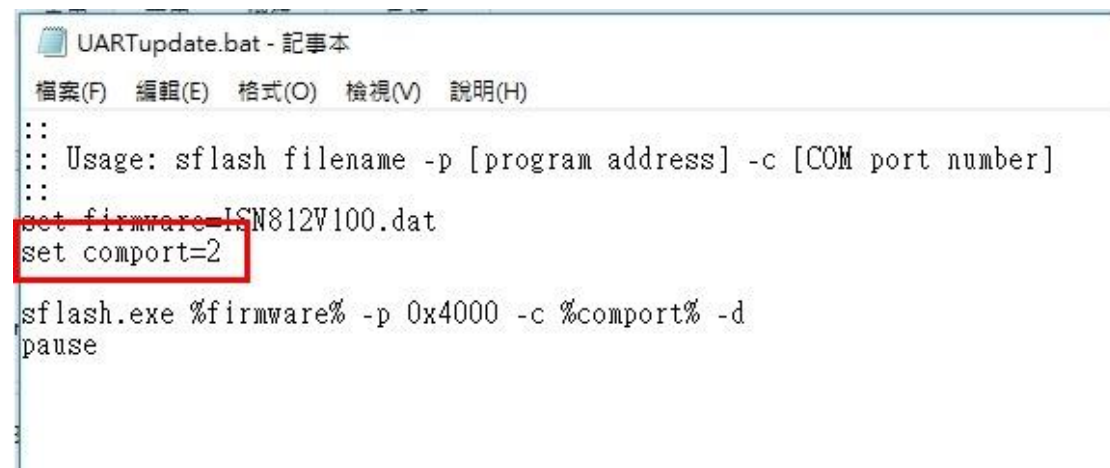 UARTupdate.bat - 記事本
檔案(F) 編輯(E) 格式(O) 檢視(V) 說明(H)
::
:: Usage: sflash filename -p [program address] -c [COM port number]
::
set firmware=ISN812V100.dat
set comport=2
sflash.exe %firmware% -p 0x4000 -c %comport% -d
pause